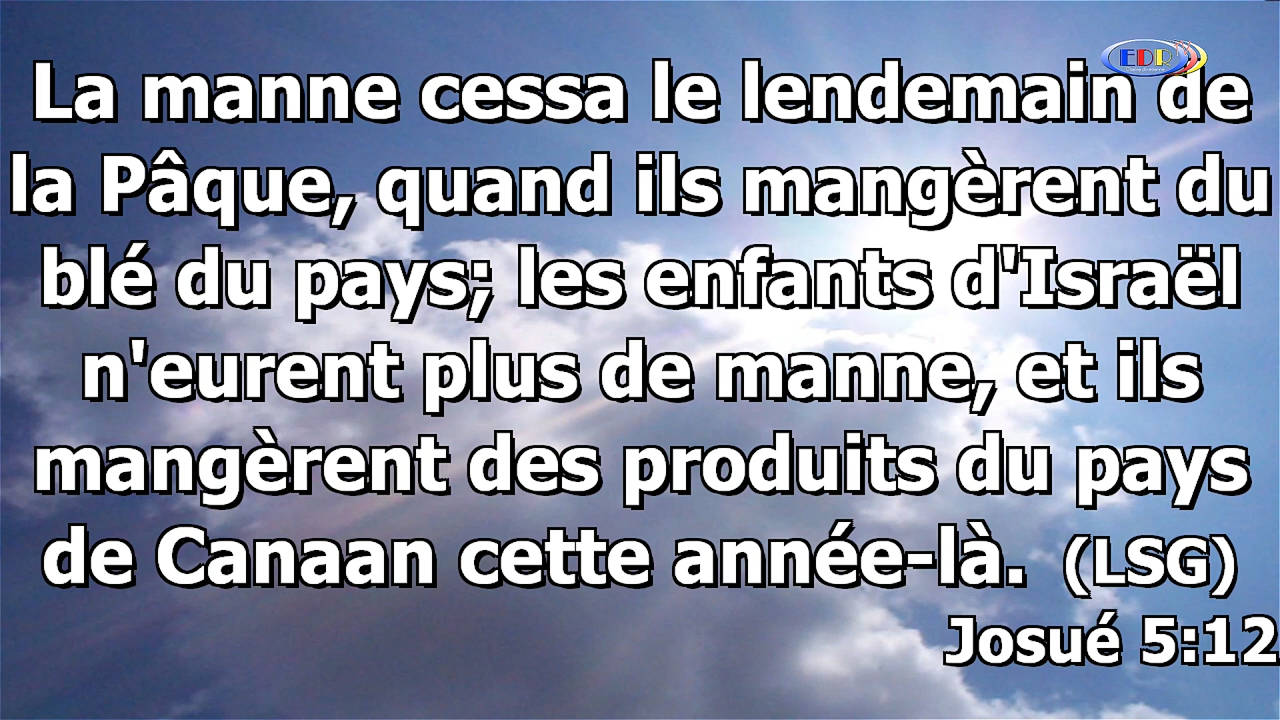 EDR
La manne cessa le lendemain de
la Pâque, quand ils mangèrent du
blé du pays; les enfants d'Israël
n'eurent plus de manne, et ils
mangèrent des produits du pays
de Canaan cette année-là. (LSG)
Josué 5:12